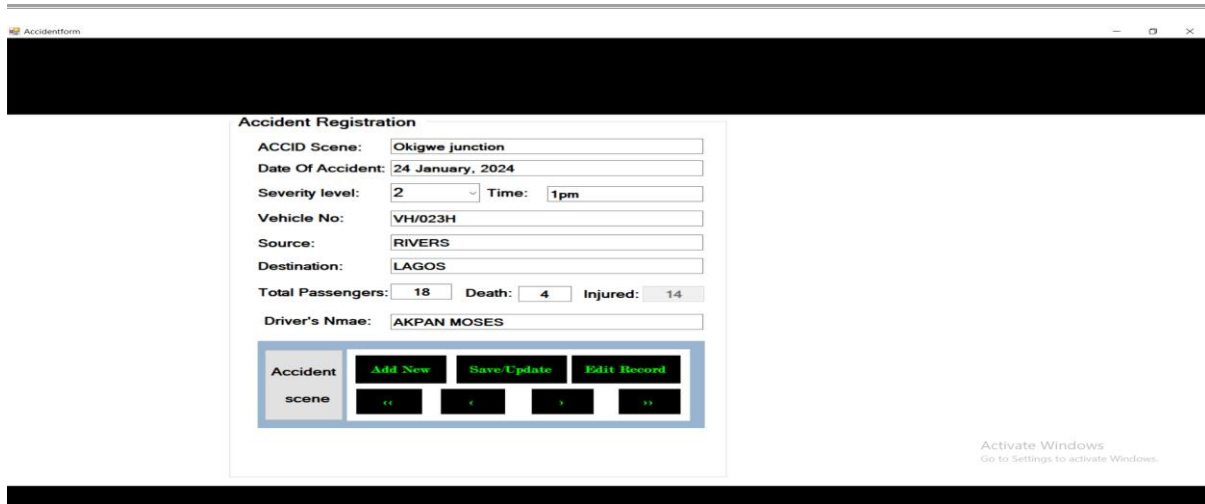 Accidentform
Accident Registration
ACCID Scene: Okigwe junction
Date Of Accident: 24 January, 2024
Severity level: 2 Time: 1pm
Vehicle No: VH/023H
Source: RIVERS
Destination: LAGOS
Total Passengers: 18 Death: 4 Injured: 14
Driver's Nmae: AKPAN MOSES
Accident scene
Add New Save/Update Edit Record
<< < > >>
Activate Windows
Go to Settings to activate Windows.